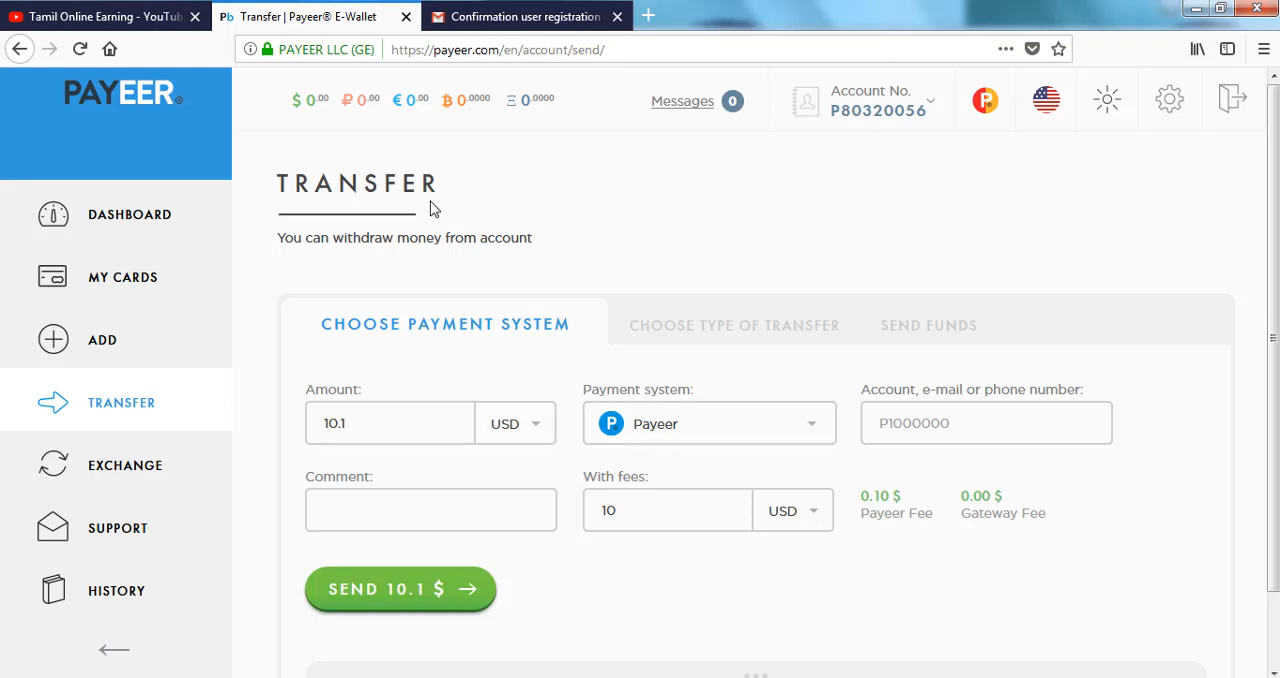 Tamil Online Earning - YouTub
Pb Transfer | Payeer® E-Wallet
Confirmation user registration
PAYEER LLC (GE)
https://payeer.com/en/account/send/
PAYEER®
$ 0.00 ₽ 0.00 € 0.00 ₿ 0.0000 Ξ 0.0000
Messages 0
Account No.
P80320056
DASHBOARD
MY CARDS
ADD
TRANSFER
EXCHANGE
SUPPORT
HISTORY
TRANSFER
You can withdraw money from account
CHOOSE PAYMENT SYSTEM
CHOOSE TYPE OF TRANSFER
SEND FUNDS
Amount:
10.1 USD
Payment system:
P Payeer
Account, e-mail or phone number:
P1000000
Comment:
With fees:
10 USD
0.10 $
Payeer Fee
0.00 $
Gateway Fee
SEND 10.1 $